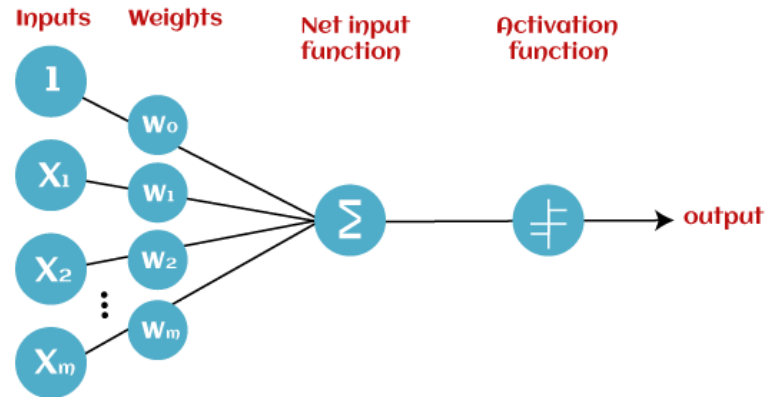 Inputs
Weights
Net input
function
Activation
function
1
W₀
X₁
W₁
Σ
output
X₂
W₂
Wₘ
Xₘ